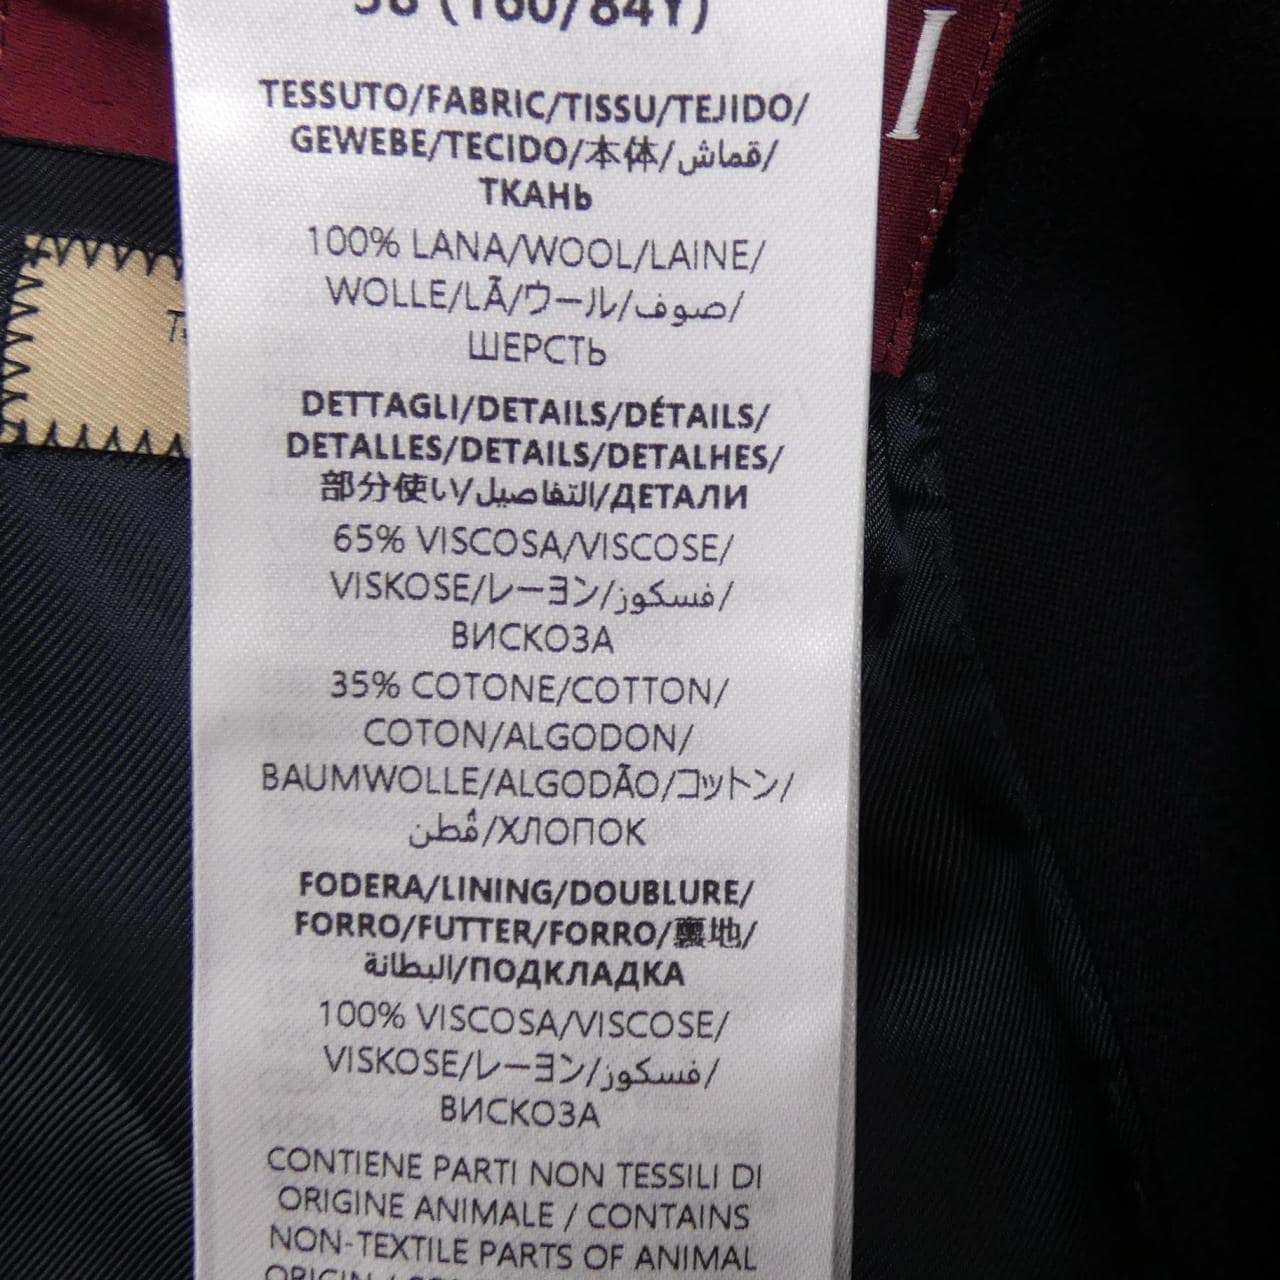 38 (160/84Y)
I
TESSUTO/FABRIC/TISSU/TEJIDO/
GEWEBE/TECIDO/本体/قماش/
ТКАНЬ
100% LANA/WOOL/LAINE/
WOLLE/LÃ/ウール/صوف/
ШЕРСТЬ
DETTAGLI/DETAILS/DÉTAILS/
DETALLES/DETAILS/DETALHES/
部分使い/التفاصيل/ДЕТАЛИ
65% VISCOSA/VISCOSE/
VISKOSE/レーヨン/فسكوز/
ВИСКОЗА
35% COTONE/COTTON/
COTON/ALGODON/
BAUMWOLLE/ALGODÃO/コットン/
قُطن/ХЛОПОК
FODERA/LINING/DOUBLURE/
FORRO/FUTTER/FORRO/裏地/
البطانة/ПОДКЛАДКА
100% VISCOSA/VISCOSE/
VISKOSE/レーヨン/فسكوز/
ВИСКОЗА
CONTIENE PARTI NON TESSILI DI
ORIGINE ANIMALE / CONTAINS
NON-TEXTILE PARTS OF ANIMAL